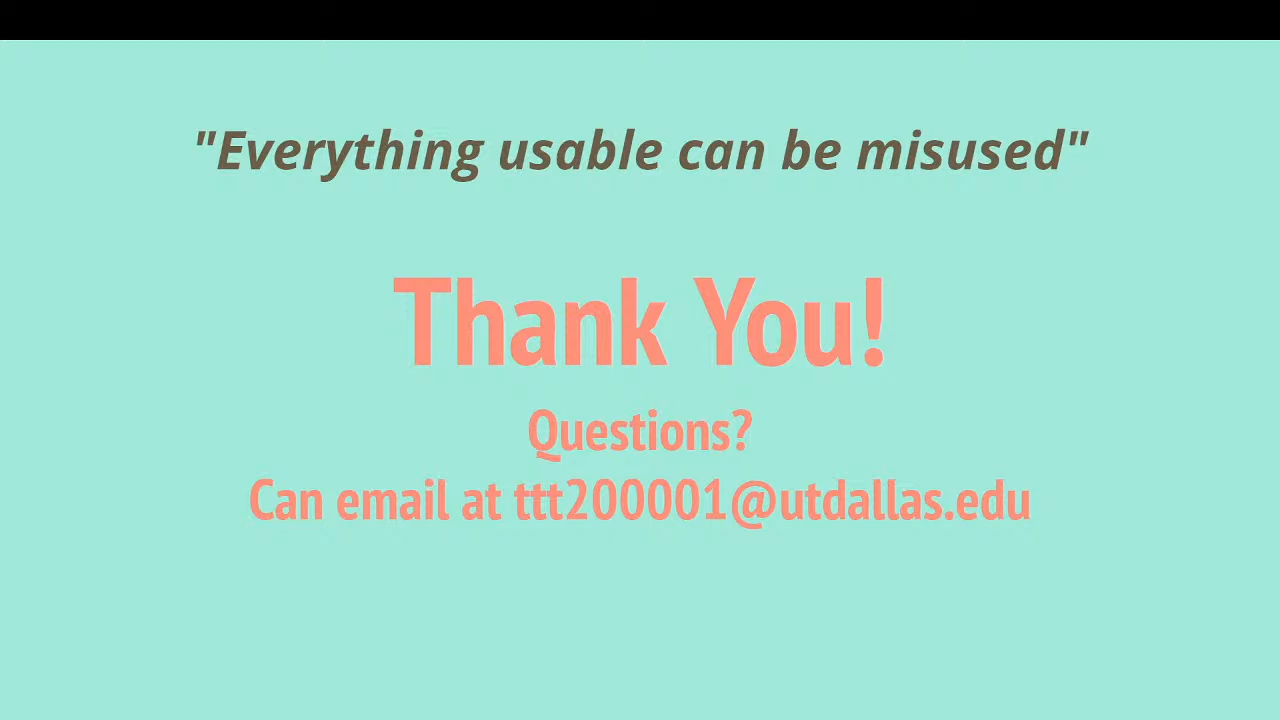 "Everything usable can be misused"
Thank You!
Questions?
Can email at ttt200001@utdallas.edu